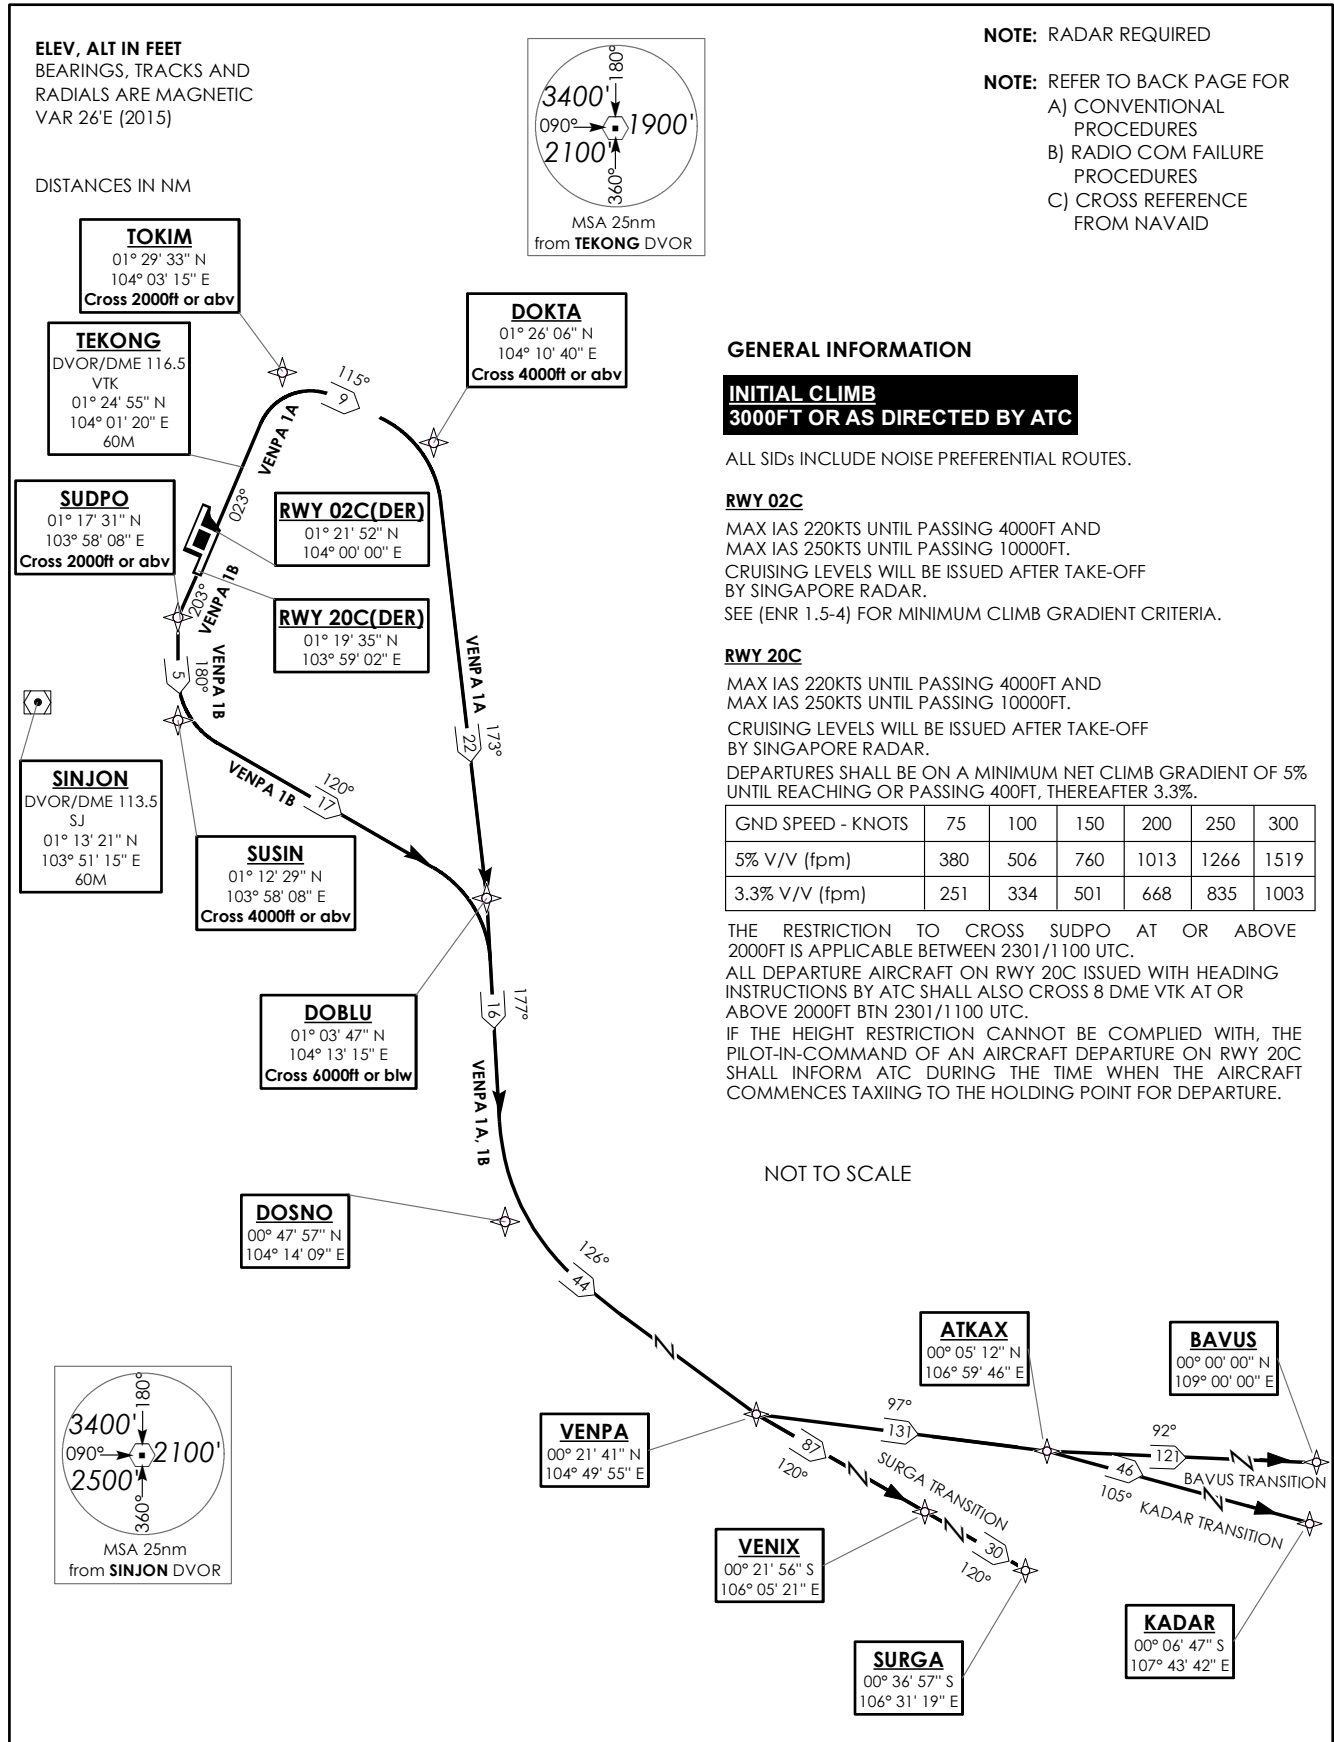 ELEV, ALT IN FEET
BEARINGS, TRACKS AND
RADIALS ARE MAGNETIC
VAR 26'E (2015)
DISTANCES IN NM
180°
3400'
090°
1900'
2100'
360°
MSA 25nm
from TEKONG DVOR
NOTE: RADAR REQUIRED
NOTE: REFER TO BACK PAGE FOR
A) CONVENTIONAL
PROCEDURES
B) RADIO COM FAILURE
PROCEDURES
C) CROSS REFERENCE
FROM NAVAID
TOKIM
01° 29' 33" N
104° 03' 15" E
Cross 2000ft or abv
TEKONG
DVOR/DME 116.5
VTK
01° 24' 55" N
104° 01' 20" E
60M
DOKTA
01° 26' 06" N
104° 10' 40" E
Cross 4000ft or abv
115°
9
VENPA 1A
023°
SUDPO
01° 17' 31" N
103° 58' 08" E
Cross 2000ft or abv
RWY 02C(DER)
01° 21' 52" N
104° 00' 00" E
RWY 20C(DER)
01° 19' 35" N
103° 59' 02" E
203°
VENPA 1B
5
180°
VENPA 1B
VENPA 1A
22
173°
SINJON
DVOR/DME 113.5
SJ
01° 13' 21" N
103° 51' 15" E
60M
VENPA 1B
120°
17
SUSIN
01° 12' 29" N
103° 58' 08" E
Cross 4000ft or abv
DOBLU
01° 03' 47" N
104° 13' 15" E
Cross 6000ft or blw
16
177°
VENPA 1A, 1B
DOSNO
00° 47' 57" N
104° 14' 09" E
126°
44
GENERAL INFORMATION
INITIAL CLIMB
3000FT OR AS DIRECTED BY ATC
ALL SIDs INCLUDE NOISE PREFERENTIAL ROUTES.
RWY 02C
MAX IAS 220KTS UNTIL PASSING 4000FT AND
MAX IAS 250KTS UNTIL PASSING 10000FT.
CRUISING LEVELS WILL BE ISSUED AFTER TAKE-OFF
BY SINGAPORE RADAR.
SEE (ENR 1.5-4) FOR MINIMUM CLIMB GRADIENT CRITERIA.
RWY 20C
MAX IAS 220KTS UNTIL PASSING 4000FT AND
MAX IAS 250KTS UNTIL PASSING 10000FT.
CRUISING LEVELS WILL BE ISSUED AFTER TAKE-OFF
BY SINGAPORE RADAR.
DEPARTURES SHALL BE ON A MINIMUM NET CLIMB GRADIENT OF 5%
UNTIL REACHING OR PASSING 400FT, THEREAFTER 3.3%.
GND SPEED - KNOTS 75 100 150 200 250 300
5% V/V (fpm) 380 506 760 1013 1266 1519
3.3% V/V (fpm) 251 334 501 668 835 1003
THE RESTRICTION TO CROSS SUDPO AT OR ABOVE
2000FT IS APPLICABLE BETWEEN 2301/1100 UTC.
ALL DEPARTURE AIRCRAFT ON RWY 20C ISSUED WITH HEADING
INSTRUCTIONS BY ATC SHALL ALSO CROSS 8 DME VTK AT OR
ABOVE 2000FT BTN 2301/1100 UTC.
IF THE HEIGHT RESTRICTION CANNOT BE COMPLIED WITH, THE
PILOT-IN-COMMAND OF AN AIRCRAFT DEPARTURE ON RWY 20C
SHALL INFORM ATC DURING THE TIME WHEN THE AIRCRAFT
COMMENCES TAXIING TO THE HOLDING POINT FOR DEPARTURE.
NOT TO SCALE
180°
3400'
090°
2100'
2500'
360°
MSA 25nm
from SINJON DVOR
VENPA
00° 21' 41" N
104° 49' 55" E
ATKAX
00° 05' 12" N
106° 59' 46" E
BAVUS
00° 00' 00" N
109° 00' 00" E
97°
131
92°
121
BAVUS TRANSITION
46
105°
KADAR TRANSITION
87
120°
SURGA TRANSITION
30
120°
VENIX
00° 21' 56" S
106° 05' 21" E
SURGA
00° 36' 57" S
106° 31' 19" E
KADAR
00° 06' 47" S
107° 43' 42" E